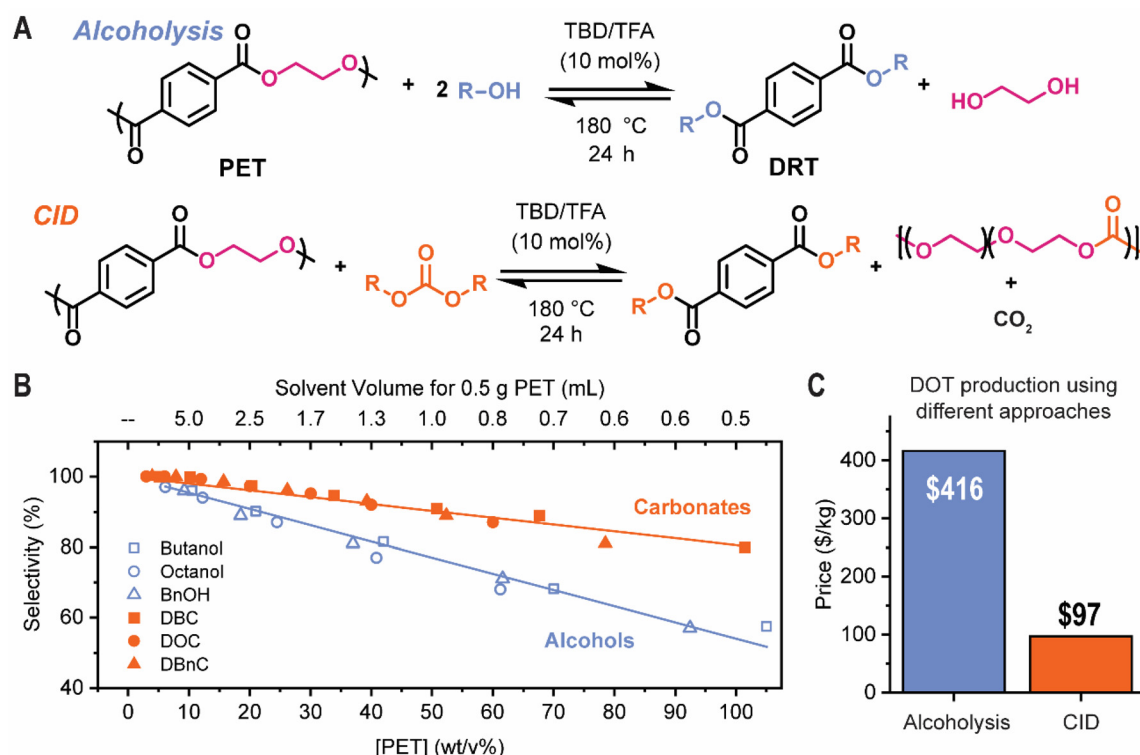 A
Alcoholysis
O
O
O
O
PET
+
2 R–OH
TBD/TFA
(10 mol%)
180 °C
24 h
O
O
R
R
O
O
DRT
+
HO
OH
CID
O
O
O
O
+
O
R
O
O
R
TBD/TFA
(10 mol%)
180 °C
24 h
O
O
R
R
O
O
+
O
O
O
O
+
CO2
B
Solvent Volume for 0.5 g PET (mL)
-- 5.0 2.5 1.7 1.3 1.0 0.8 0.7 0.6 0.6 0.5
Selectivity (%)
100
80
60
40
Carbonates
Alcohols
Butanol
Octanol
BnOH
DBC
DOC
DBnC
0 10 20 30 40 50 60 70 80 90 100
[PET] (wt/v%)
C
DOT production using
different approaches
Price ($/kg)
400
300
200
100
0
$416
$97
Alcoholysis CID